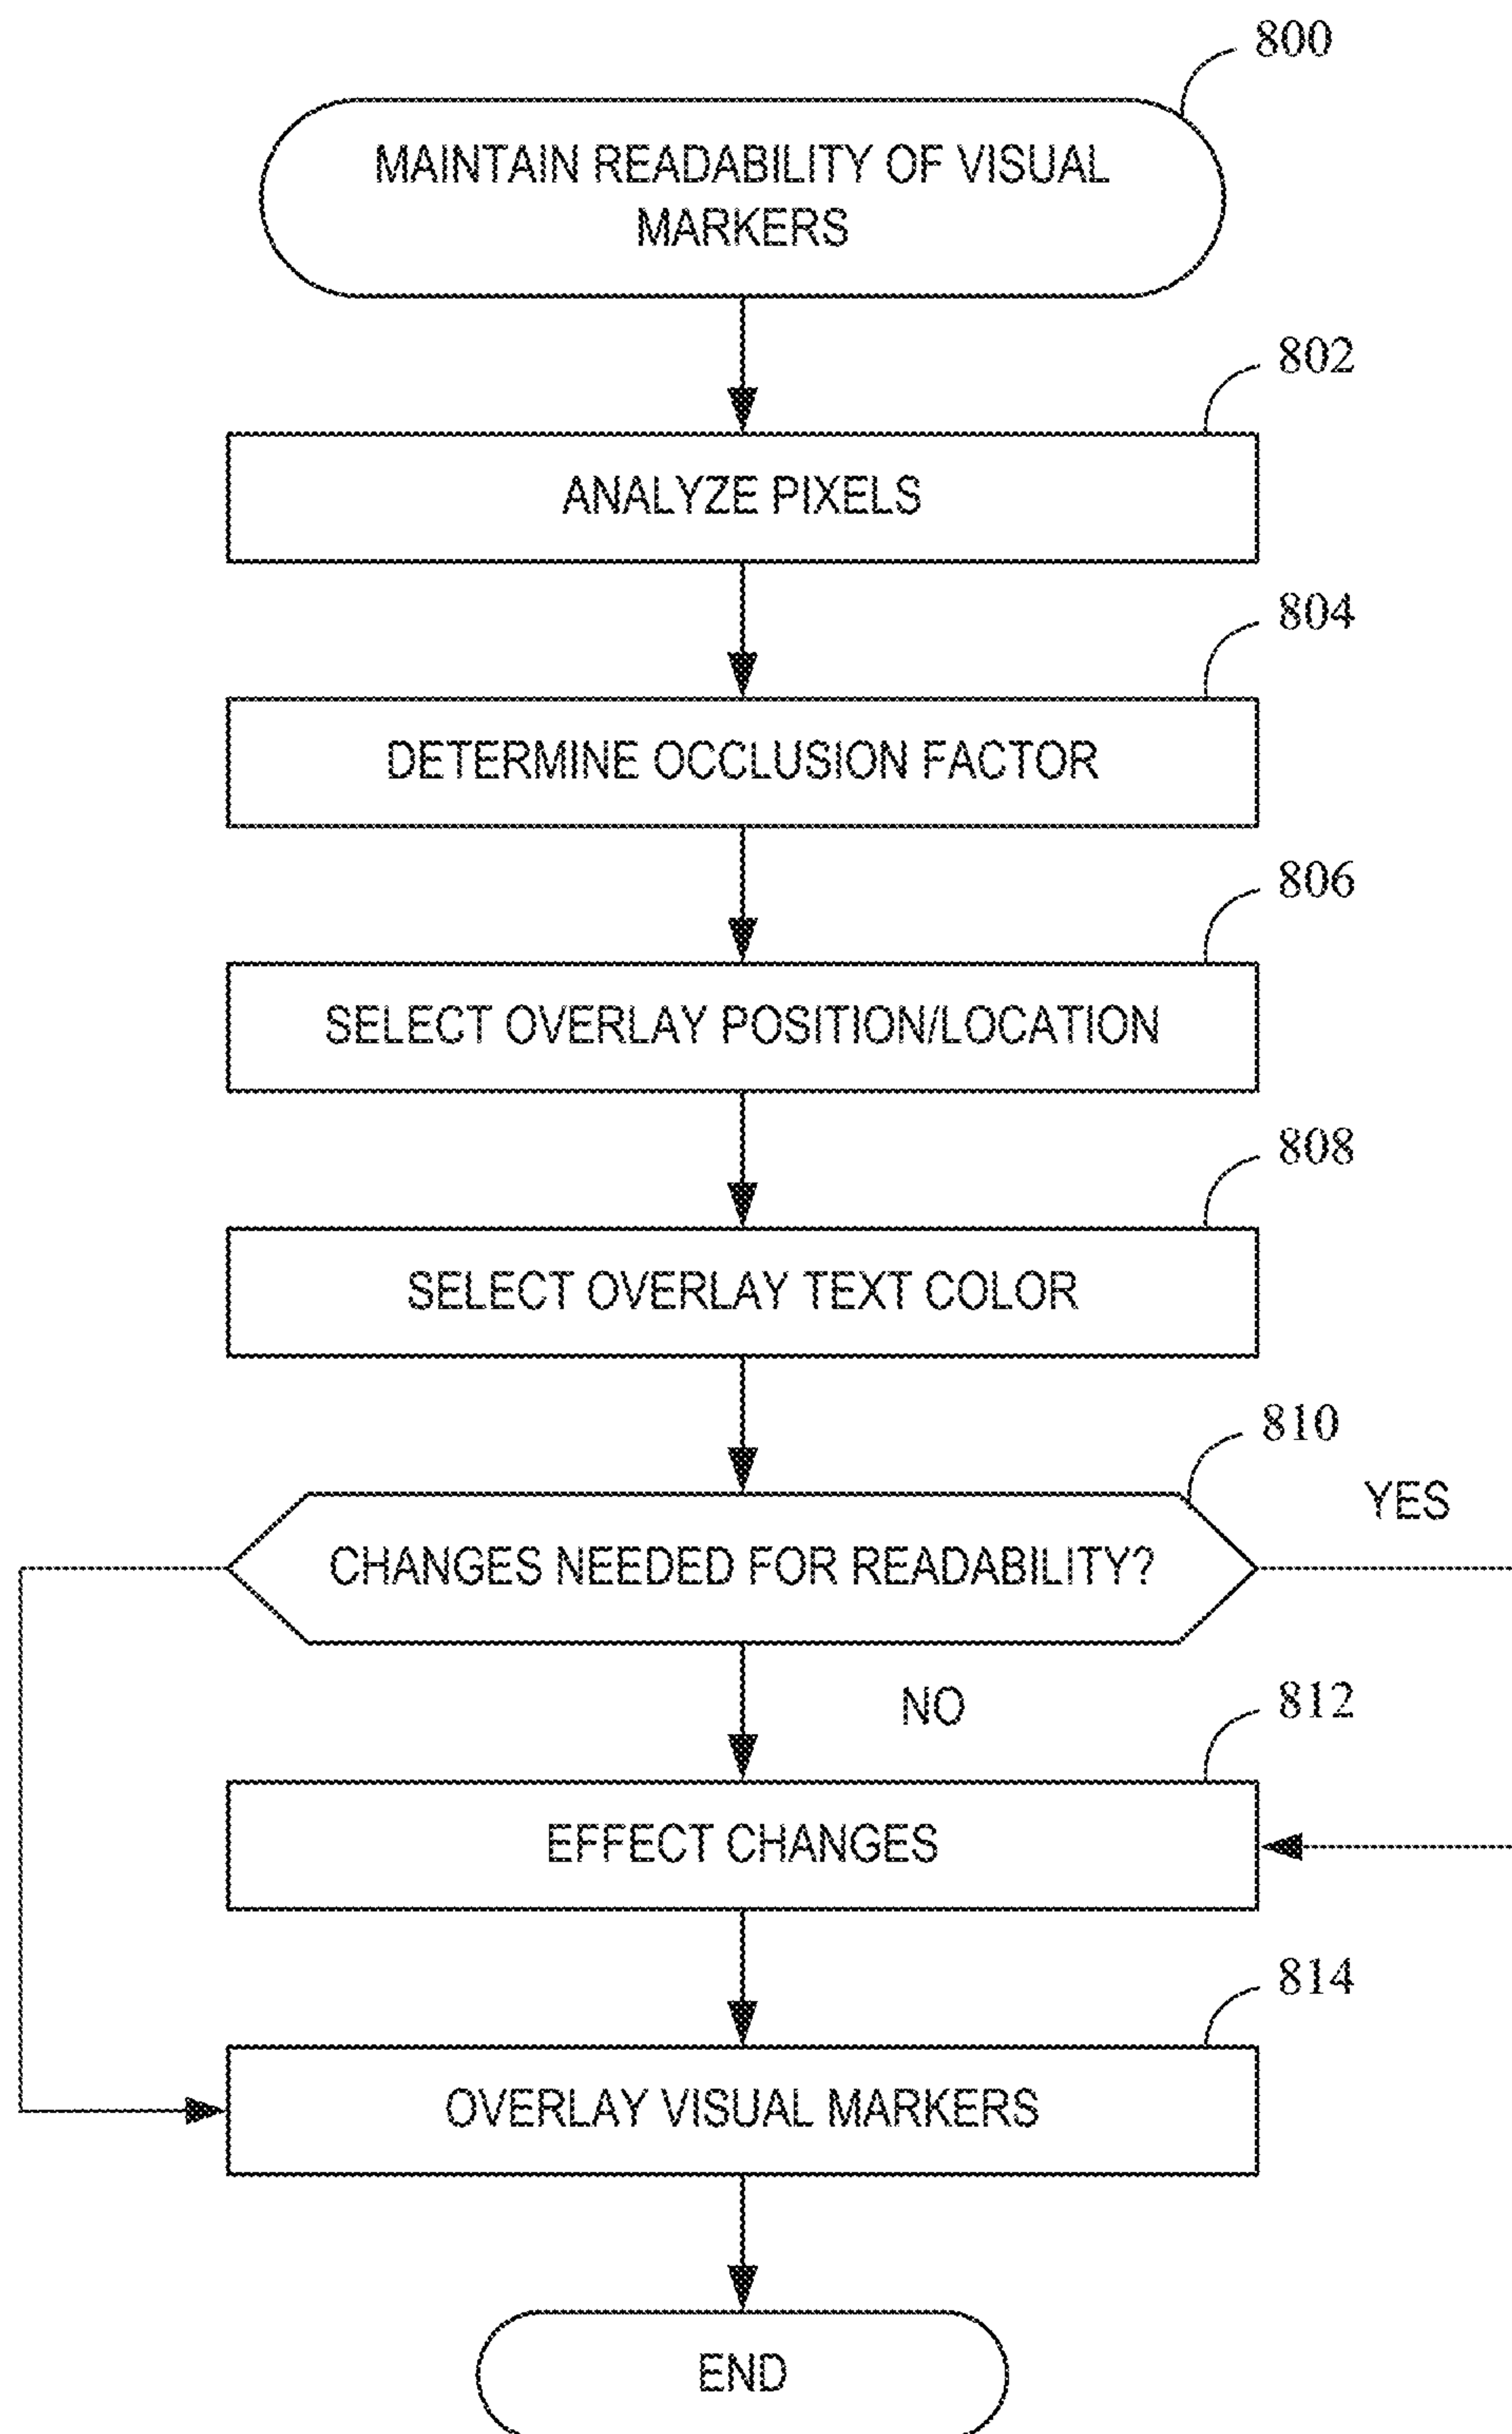 800
MAINTAIN READABILITY OF VISUAL
MARKERS
802
ANALYZE PIXELS
804
DETERMINE OCCLUSION FACTOR
806
SELECT OVERLAY POSITION/LOCATION
808
SELECT OVERLAY TEXT COLOR
810
YES
CHANGES NEEDED FOR READABILITY?
NO
812
EFFECT CHANGES
814
OVERLAY VISUAL MARKERS
END